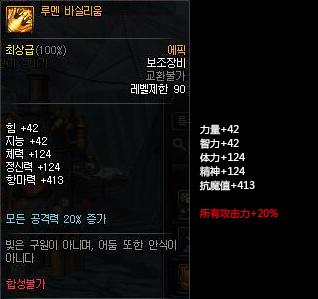 루멘 바실리움
최상급(100%)
에픽
보조장비
교환불가
레벨제한 90
힘 +42
지능 +42
체력 +124
정신력 +124
항마력 +413
모든 공격력 20% 증가
빛은 구원이 아니며, 어둠 또한 안식이
아니다
합성불가
力量+42
智力+42
体力+124
精神+124
抗魔值+413
所有攻击力+20%